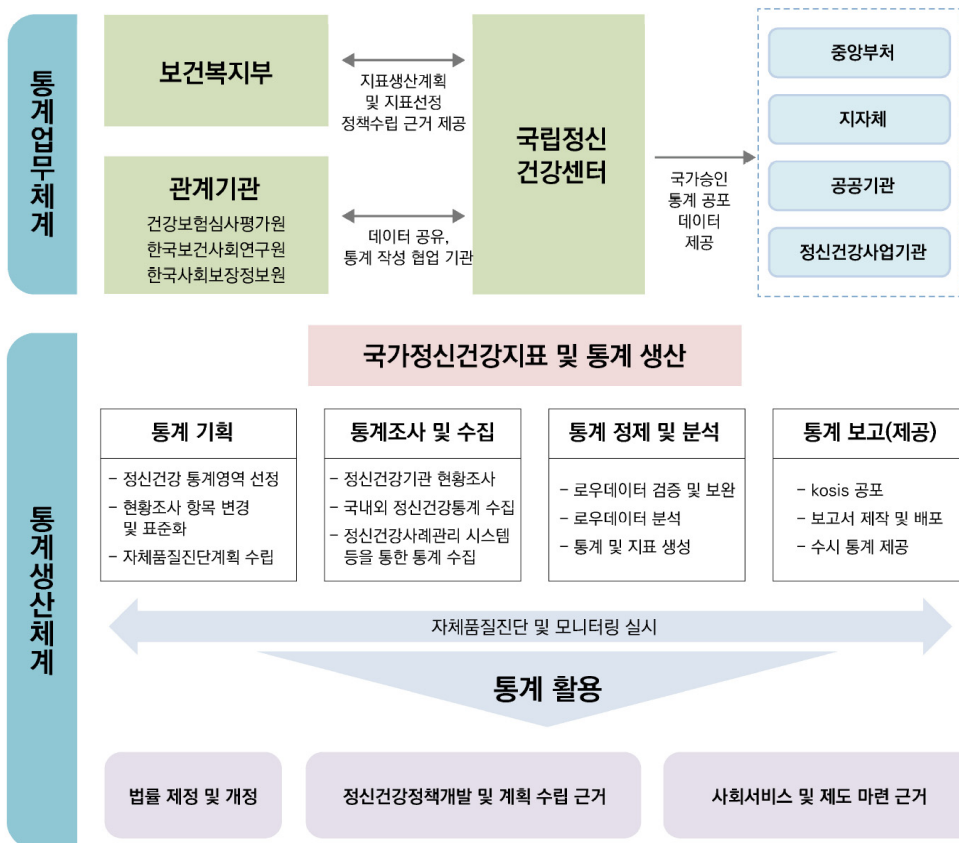 통계업무체계
보건복지부
지표생산계획
및 지표선정
정책수립 근거 제공
관계기관
건강보험심사평가원
한국보건사회연구원
한국사회보장정보원
데이터 공유,
통계 작성 협업 기관
국립정신
건강센터
국가승인
통계 공포
데이터
제공
중앙부처
지자체
공공기관
정신건강사업기관
통계생산체계
국가정신건강지표 및 통계 생산
통계 기획
– 정신건강 통계영역 선정
– 현황조사 항목 변경
및 표준화
– 자체품질진단계획 수립
통계조사 및 수집
– 정신건강기관 현황조사
– 국내외 정신건강통계 수집
– 정신건강사례관리 시스템
등을 통한 통계 수집
통계 정제 및 분석
– 로우데이터 검증 및 보완
– 로우데이터 분석
– 통계 및 지표 생성
통계 보고(제공)
– kosis 공포
– 보고서 제작 및 배포
– 수시 통계 제공
자체품질진단 및 모니터링 실시
통계 활용
법률 제정 및 개정
정신건강정책개발 및 계획 수립 근거
사회서비스 및 제도 마련 근거